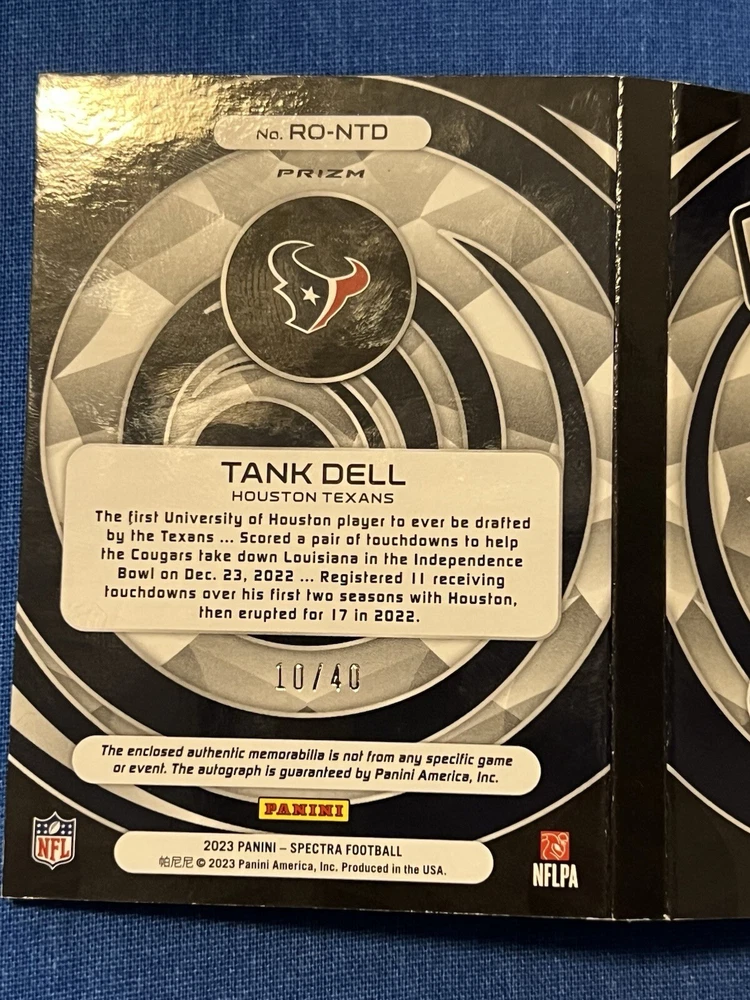 No. RO-NTD
PRIZM
TANK DELL
HOUSTON TEXANS
The first University of Houston player to ever be drafted
by the Texans ... Scored a pair of touchdowns to help
the Cougars take down Louisiana in the Independence
Bowl on Dec. 23, 2022 ... Registered 11 receiving
touchdowns over his first two seasons with Houston,
then erupted for 17 in 2022.
10/40
The enclosed authentic memorabilia is not from any specific game
or event. The autograph is guaranteed by Panini America, Inc.
PANINI
NFL
2023 PANINI – SPECTRA FOOTBALL
帕尼尼 © 2023 Panini America, Inc. Produced in the USA.
NFLPA